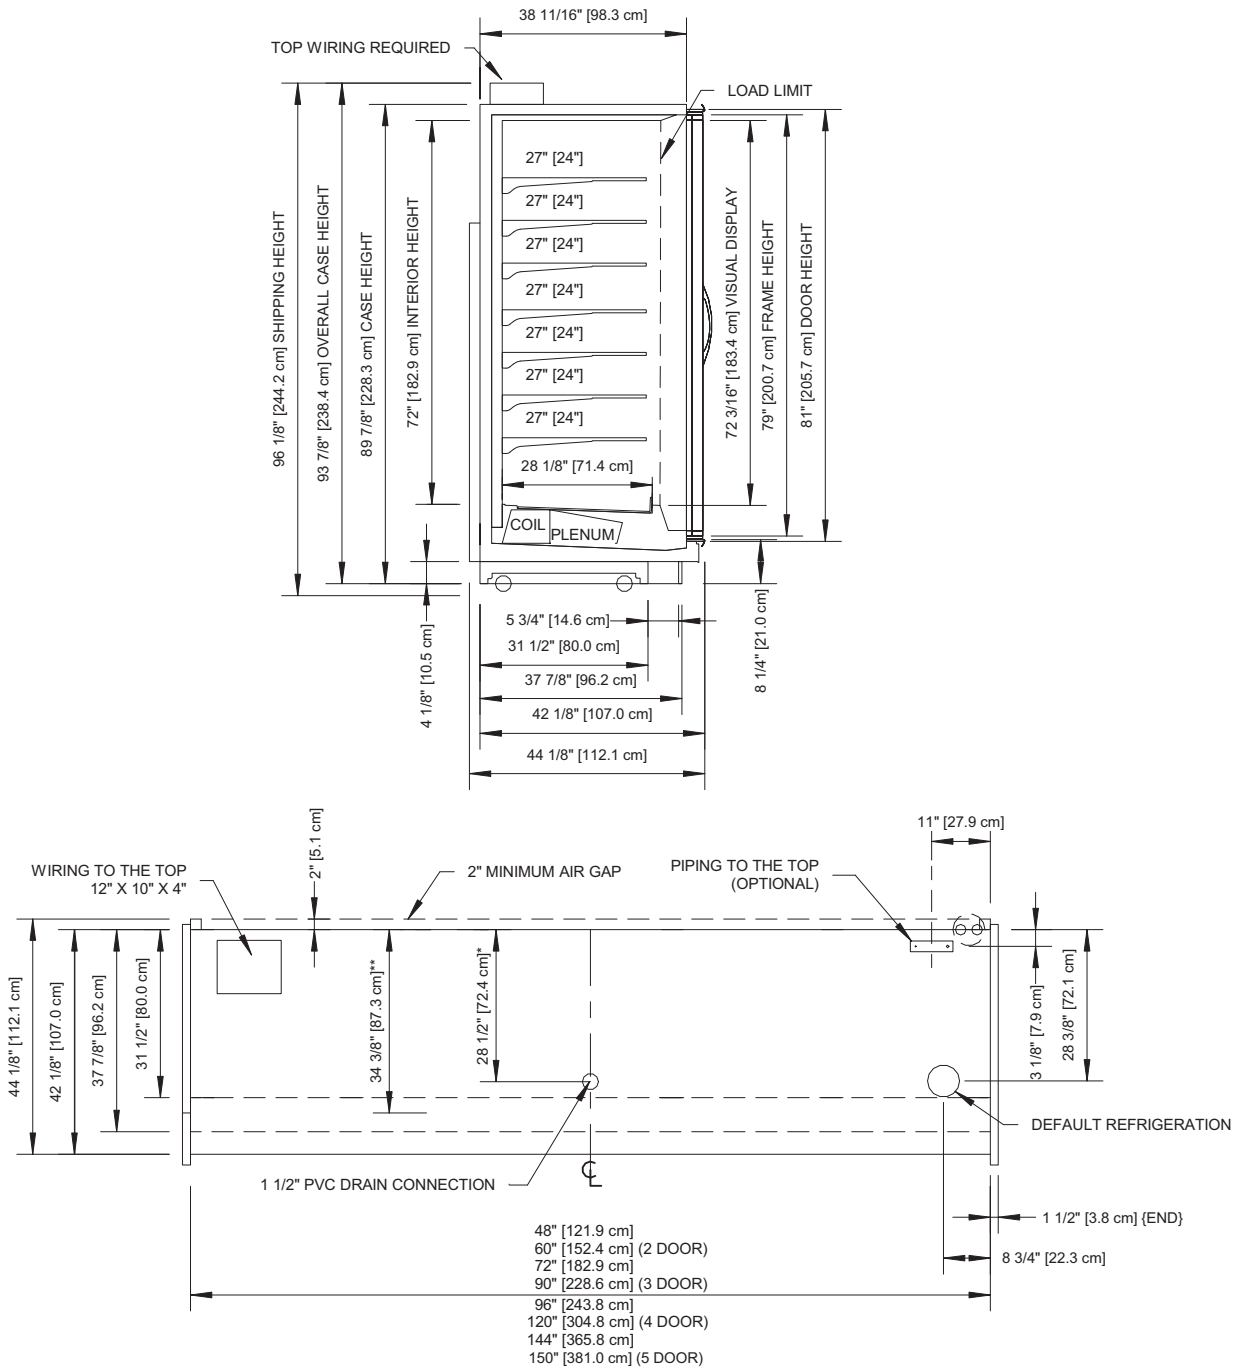 38 11/16" [98.3 cm]
TOP WIRING REQUIRED
LOAD LIMIT
27" [24"]
27" [24"]
27" [24"]
27" [24"]
27" [24"]
27" [24"]
27" [24"]
28 1/8" [71.4 cm]
COIL
PLENUM
96 1/8" [244.2 cm] SHIPPING HEIGHT
93 7/8" [238.4 cm] OVERALL CASE HEIGHT
89 7/8" [228.3 cm] CASE HEIGHT
72" [182.9 cm] INTERIOR HEIGHT
72 3/16" [183.4 cm] VISUAL DISPLAY
79" [200.7 cm] FRAME HEIGHT
81" [205.7 cm] DOOR HEIGHT
4 1/8" [10.5 cm]
8 1/4" [21.0 cm]
5 3/4" [14.6 cm]
31 1/2" [80.0 cm]
37 7/8" [96.2 cm]
42 1/8" [107.0 cm]
44 1/8" [112.1 cm]
11" [27.9 cm]
2" [5.1 cm]
WIRING TO THE TOP
12" X 10" X 4"
2" MINIMUM AIR GAP
PIPING TO THE TOP
(OPTIONAL)
44 1/8" [112.1 cm]
42 1/8" [107.0 cm]
37 7/8" [96.2 cm]
31 1/2" [80.0 cm]
34 3/8" [87.3 cm]**
28 1/2" [72.4 cm]*
3 1/8" [7.9 cm]
28 3/8" [72.1 cm]
DEFAULT REFRIGERATION
1 1/2" PVC DRAIN CONNECTION
℄
1 1/2" [3.8 cm] {END}
8 3/4" [22.3 cm]
48" [121.9 cm]
60" [152.4 cm] (2 DOOR)
72" [182.9 cm]
90" [228.6 cm] (3 DOOR)
96" [243.8 cm]
120" [304.8 cm] (4 DOOR)
144" [365.8 cm]
150" [381.0 cm] (5 DOOR)